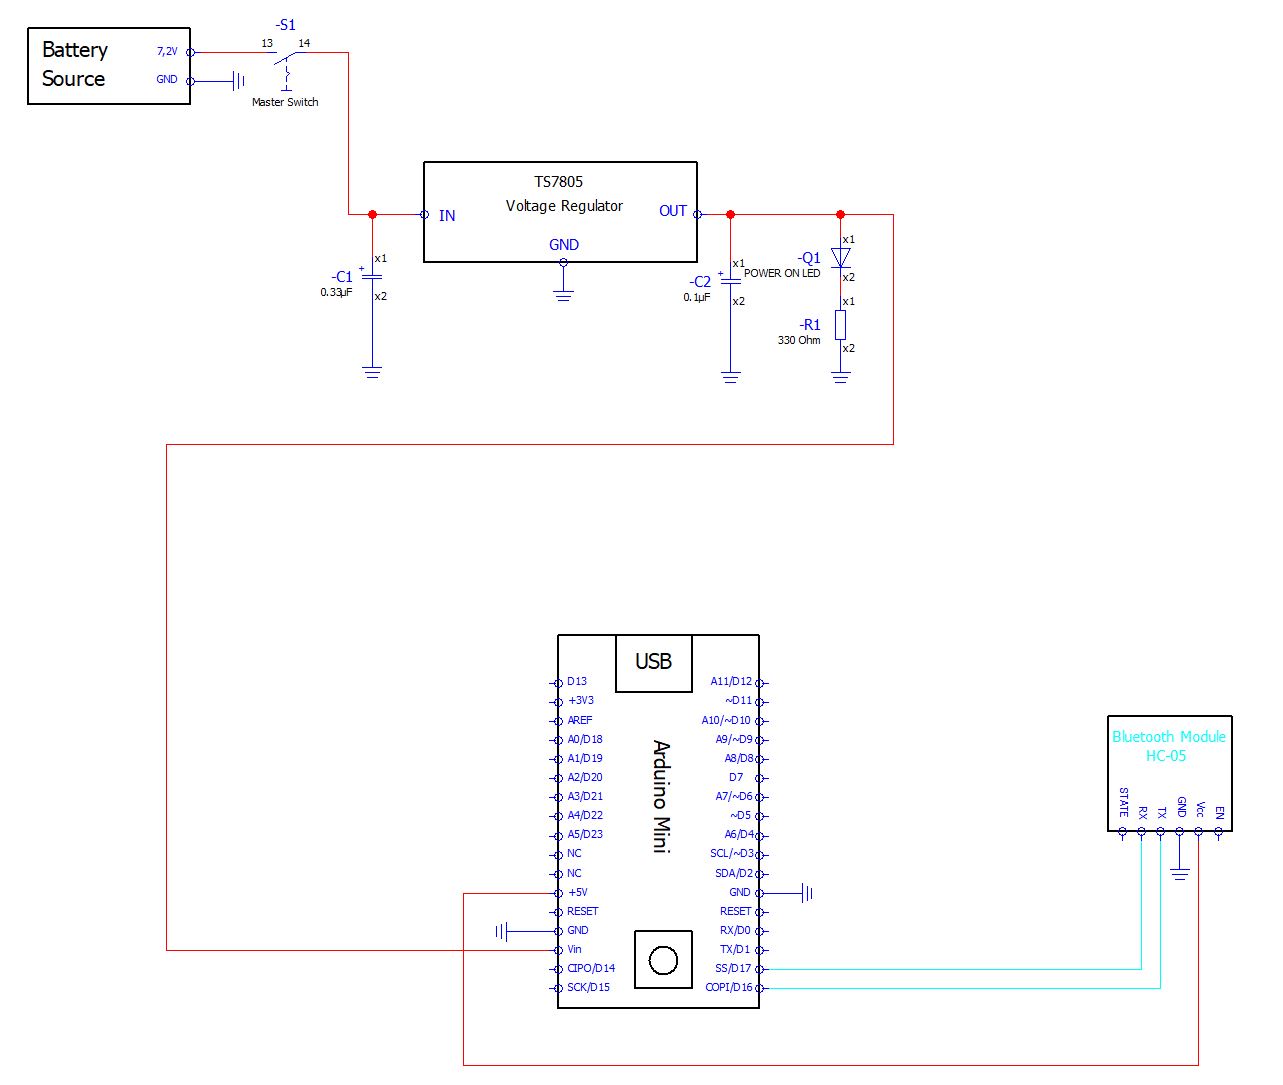 -S1
Battery
Source
7,2V
GND
13
14
Master Switch
TS7805
Voltage Regulator
IN
OUT
GND
-C1
0.33µF
x1
+
x2
-C2
0.1µF
x1
+
x2
-Q1
POWER ON LED
x1
x2
-R1
330 Ohm
x1
x2
USB
Arduino Mini
D13
+3V3
AREF
A0/D18
A1/D19
A2/D20
A3/D21
A4/D22
A5/D23
NC
NC
+5V
RESET
GND
Vin
CIPO/D14
SCK/D15
A11/D12
~D11
A10/~D10
A9/~D9
A8/D8
D7
A7/~D6
~D5
A6/D4
SCL/~D3
SDA/D2
GND
RESET
RX/D0
TX/D1
SS/D17
COPI/D16
Bluetooth Module
HC-05
STATE
RX
TX
GND
Vcc
EN